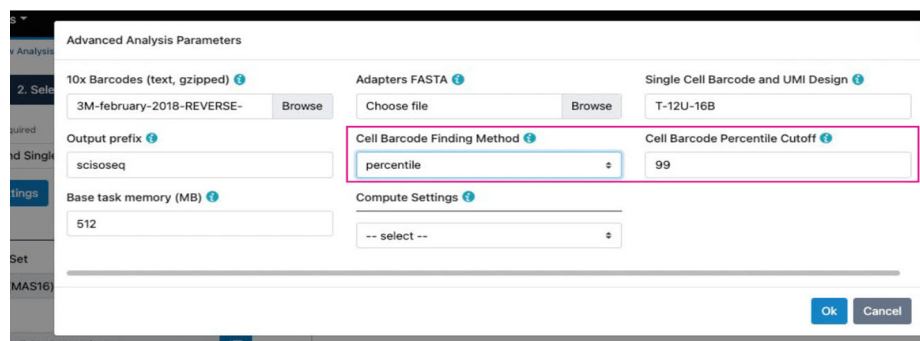 s
v Analysis
Advanced Analysis Parameters
2. Sele
10x Barcodes (text, gzipped)
Adapters FASTA
Single Cell Barcode and UMI Design
3M-february-2018-REVERSE-
Browse
Choose file
Browse
T-12U-16B
quired
Output prefix
Cell Barcode Finding Method
Cell Barcode Percentile Cutoff
nd Single
scisoseq
percentile
99
tings
Base task memory (MB)
Compute Settings
512
-- select --
Set
(MAS16)
Ok
Cancel